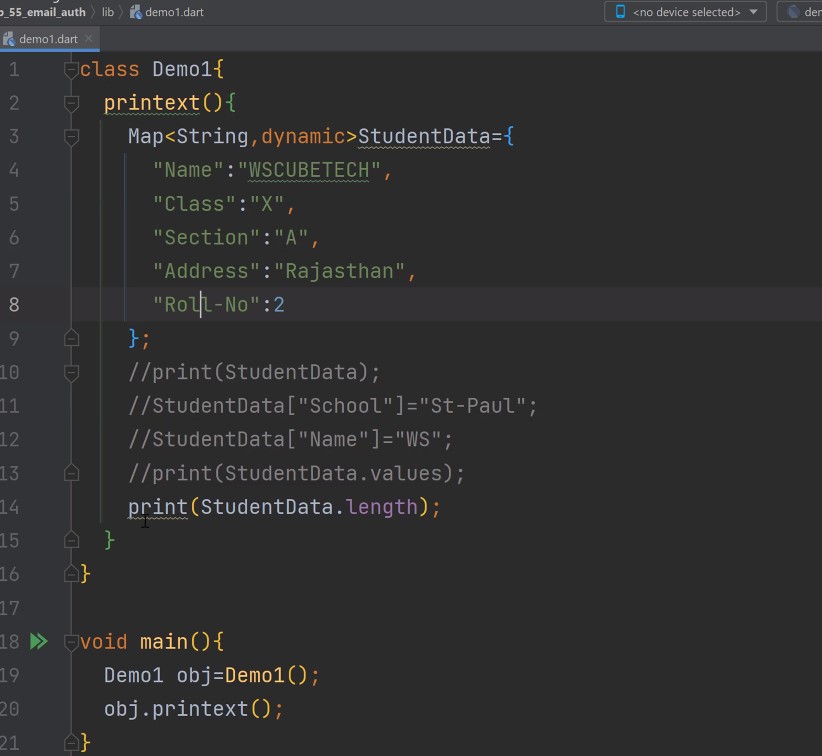 _55_email_auth lib demo1.dart <no device selected>
demo1.dart
1 class Demo1{
2 printext(){
3 Map<String,dynamic>StudentData={
4 "Name":"WSCUBETECH",
5 "Class":"X",
6 "Section":"A",
7 "Address":"Rajasthan",
8 "Roll-No":2
9 };
10 //print(StudentData);
11 //StudentData["School"]="St-Paul";
12 //StudentData["Name"]="WS";
13 //print(StudentData.values);
14 print(StudentData.length);
15 }
16 }
17
18 void main(){
19 Demo1 obj=Demo1();
20 obj.printext();
21 }